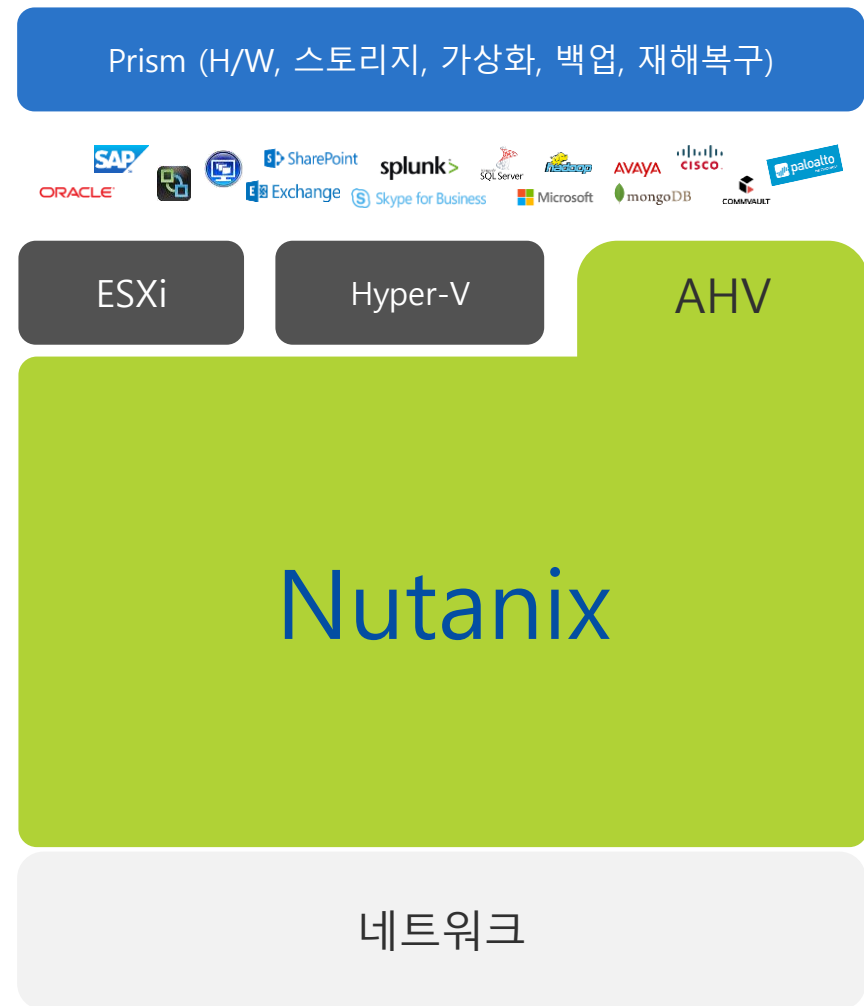 Prism (H/W, 스토리지, 가상화, 백업, 재해복구)
SAP
SharePoint
splunk>
SQL Server
hadoop
AVAYA
CISCO
paloalto
ORACLE
Exchange
Skype for Business
Microsoft
mongoDB
COMMVAULT
ESXi
Hyper-V
AHV
Nutanix
네트워크